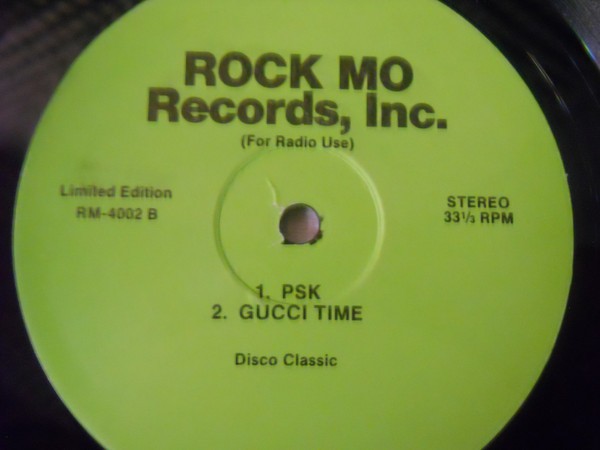 ROCK MO
Records, Inc.
(For Radio Use)
Limited Edition
RM-4002 B
STEREO
33⅓ RPM
1. PSK
2. GUCCI TIME
Disco Classic